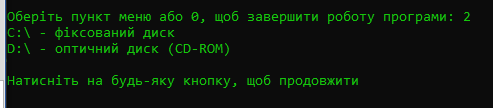 Оберіть пункт меню або 0, щоб завершити роботу програми: 2
C:\ - фіксований диск
D:\ - оптичний диск (CD-ROM)
Натисніть на будь-яку кнопку, щоб продовжити